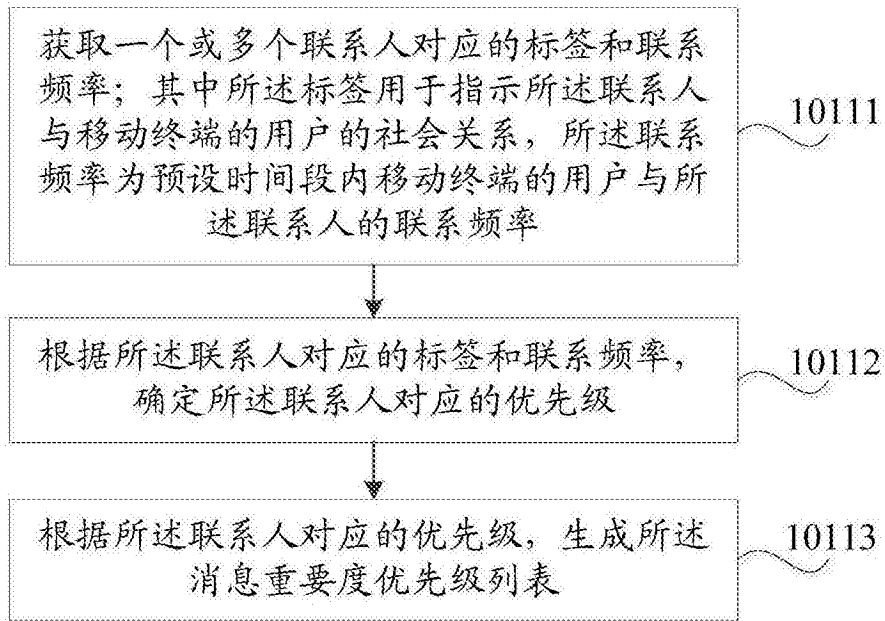 获取一个或多个联系人对应的标签和联系
频率；其中所述标签用于指示所述联系人
与移动终端的用户的社会关系，所述联系
频率为预设时间段内移动终端的用户与所
述联系人的联系频率
10111
根据所述联系人对应的标签和联系频率，
确定所述联系人对应的优先级
10112
根据所述联系人对应的优先级，生成所述
消息重要度优先级列表
10113